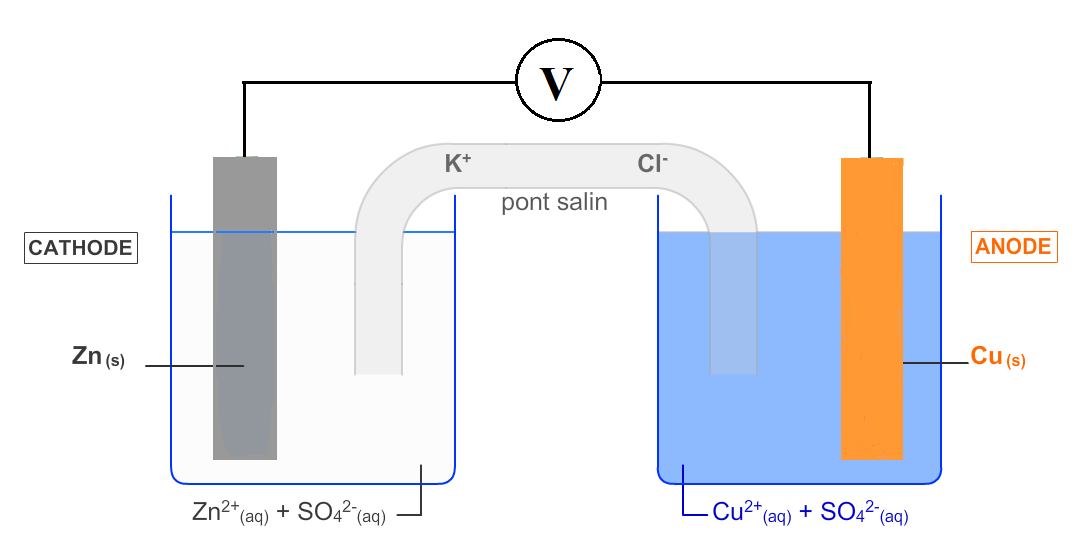 V
K⁺ Cl⁻
pont salin
CATHODE
ANODE
Zn (s)
Cu (s)
Zn²⁺(aq) + SO₄²⁻(aq)
Cu²⁺(aq) + SO₄²⁻(aq)